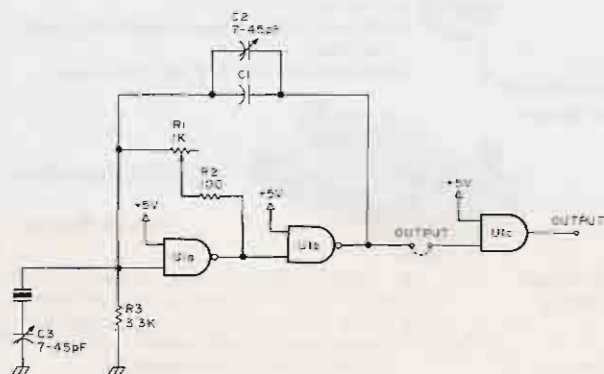 C2
7-45pF
C1
R1
1K
R2
100
+5V
+5V
+5V
OUTPUT
OUTPUT
U1a
U1b
U1c
R3
3.3K
C3
7-45pF